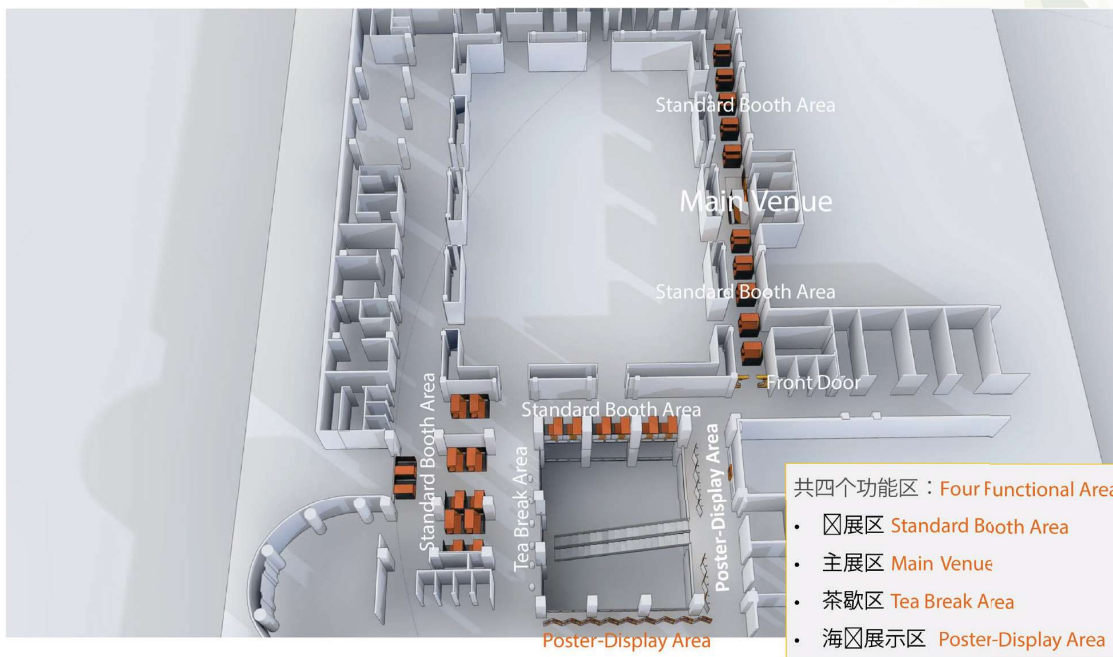 Standard Booth Area
Main Venue
Standard Booth Area
Front Door
Standard Booth Area
Standard Booth Area
Tea Break Area
Poster-Display Area
Poster-Display Area
共四个功能区：Four Functional Area
• 展区 Standard Booth Area
• 主展区 Main Venue
• 茶歇区 Tea Break Area
• 海展示区 Poster-Display Area